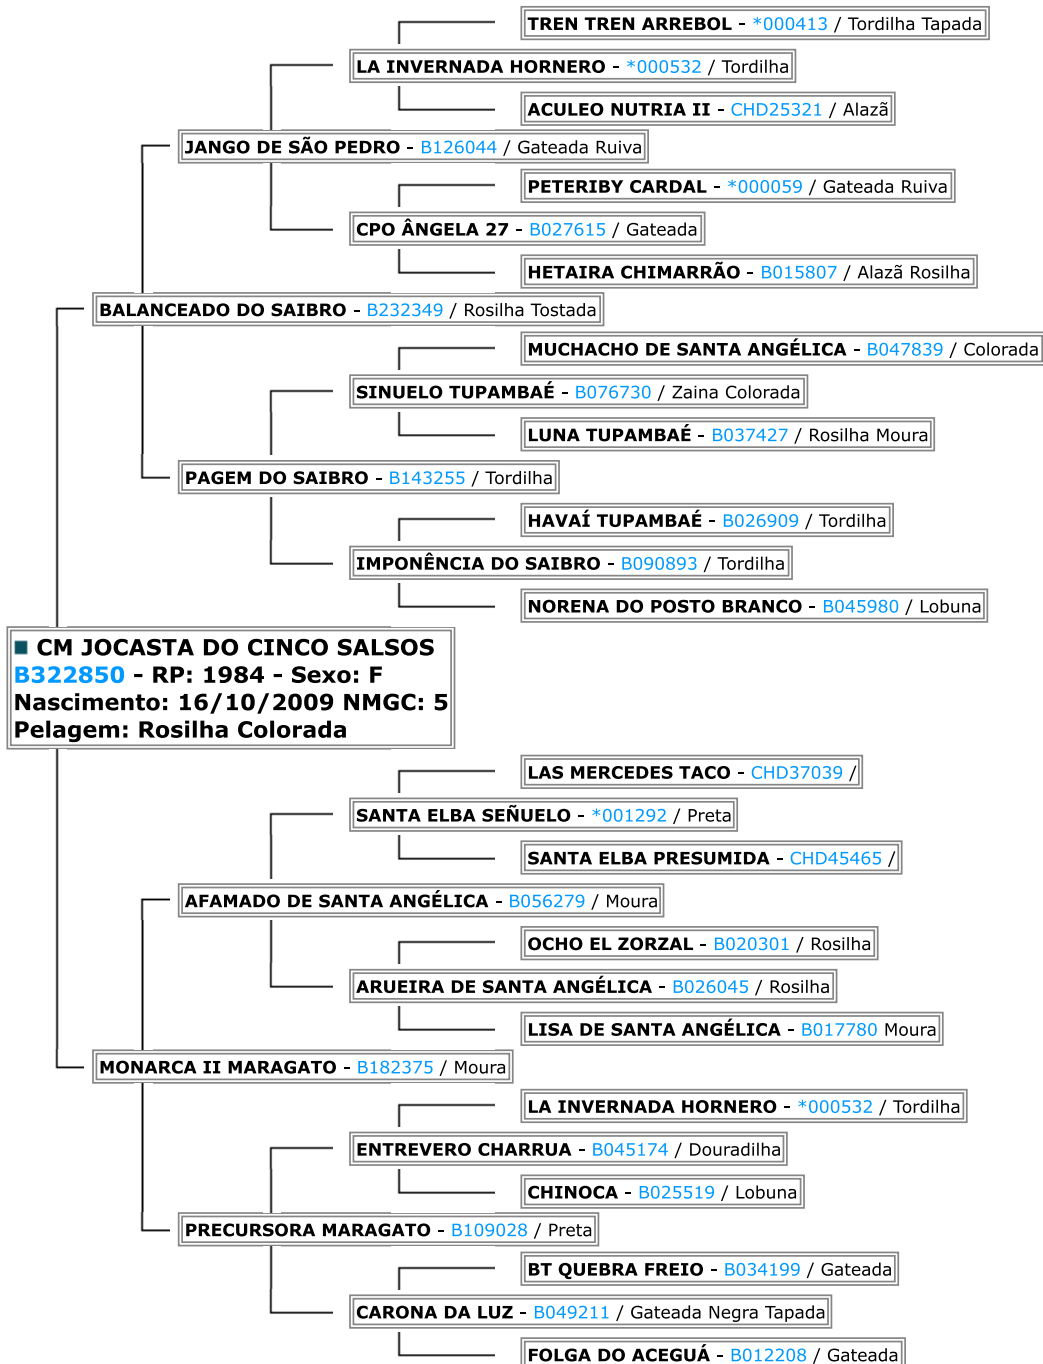 TREN TREN ARREBOL - *000413 / Tordilha Tapada
LA INVERNADA HORNERO - *000532 / Tordilha
ACULEO NUTRIA II - CHD25321 / Alazã
JANGO DE SÃO PEDRO - B126044 / Gateada Ruiva
PETERIBY CARDAL - *000059 / Gateada Ruiva
CPO ÂNGELA 27 - B027615 / Gateada
HETAIRA CHIMARRÃO - B015807 / Alazã Rosilha
BALANCEADO DO SAIBRO - B232349 / Rosilha Tostada
MUCHACHO DE SANTA ANGÉLICA - B047839 / Colorada
SINUELO TUPAMBAÉ - B076730 / Zaina Colorada
LUNA TUPAMBAÉ - B037427 / Rosilha Moura
PAGEM DO SAIBRO - B143255 / Tordilha
HAVAÍ TUPAMBAÉ - B026909 / Tordilha
IMPONÊNCIA DO SAIBRO - B090893 / Tordilha
NORENA DO POSTO BRANCO - B045980 / Lobuna
CM JOCASTA DO CINCO SALSOS
B322850 - RP: 1984 - Sexo: F
Nascimento: 16/10/2009 NMGC: 5
Pelagem: Rosilha Colorada
LAS MERCEDES TACO - CHD37039 /
SANTA ELBA SEÑUELO - *001292 / Preta
SANTA ELBA PRESUMIDA - CHD45465 /
AFAMADO DE SANTA ANGÉLICA - B056279 / Moura
OCHO EL ZORZAL - B020301 / Rosilha
ARUEIRA DE SANTA ANGÉLICA - B026045 / Rosilha
LISA DE SANTA ANGÉLICA - B017780 Moura
MONARCA II MARAGATO - B182375 / Moura
LA INVERNADA HORNERO - *000532 / Tordilha
ENTREVERO CHARRUA - B045174 / Douradilha
CHINOCA - B025519 / Lobuna
PRECURSORA MARAGATO - B109028 / Preta
BT QUEBRA FREIO - B034199 / Gateada
CARONA DA LUZ - B049211 / Gateada Negra Tapada
FOLGA DO ACEGUÁ - B012208 / Gateada